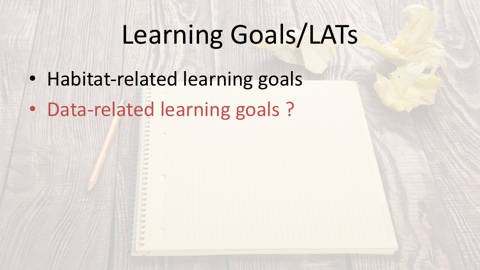 Learning Goals/LATs
• Habitat-related learning goals
• Data-related learning goals ?